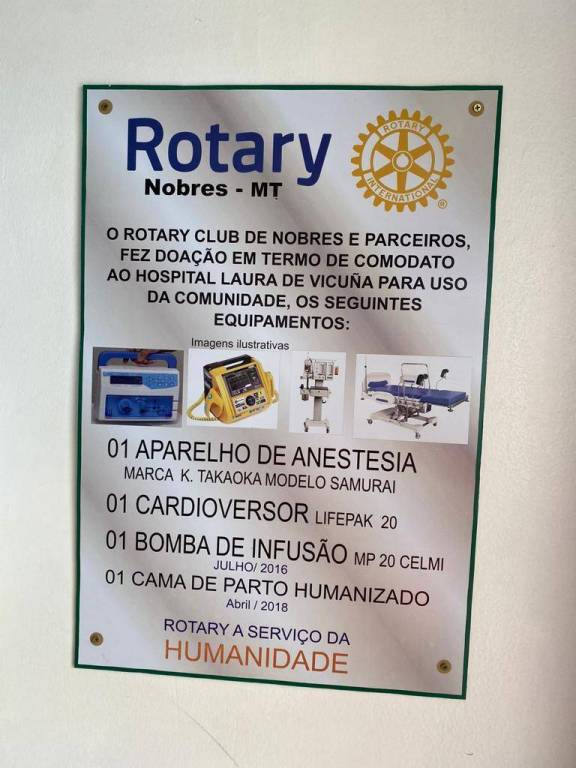 Rotary
Nobres - MT
ROTARY
INTERNATIONAL
®
O ROTARY CLUB DE NOBRES E PARCEIROS,
FEZ DOAÇÃO EM TERMO DE COMODATO
AO HOSPITAL LAURA DE VICUÑA PARA USO
DA COMUNIDADE, OS SEGUINTES
EQUIPAMENTOS:
Imagens ilustrativas
01 APARELHO DE ANESTESIA
MARCA K. TAKAOKA MODELO SAMURAI
01 CARDIOVERSOR LIFEPAK 20
01 BOMBA DE INFUSÃO MP 20 CELMI
JULHO/ 2016
01 CAMA DE PARTO HUMANIZADO
Abril / 2018
ROTARY A SERVIÇO DA
HUMANIDADE